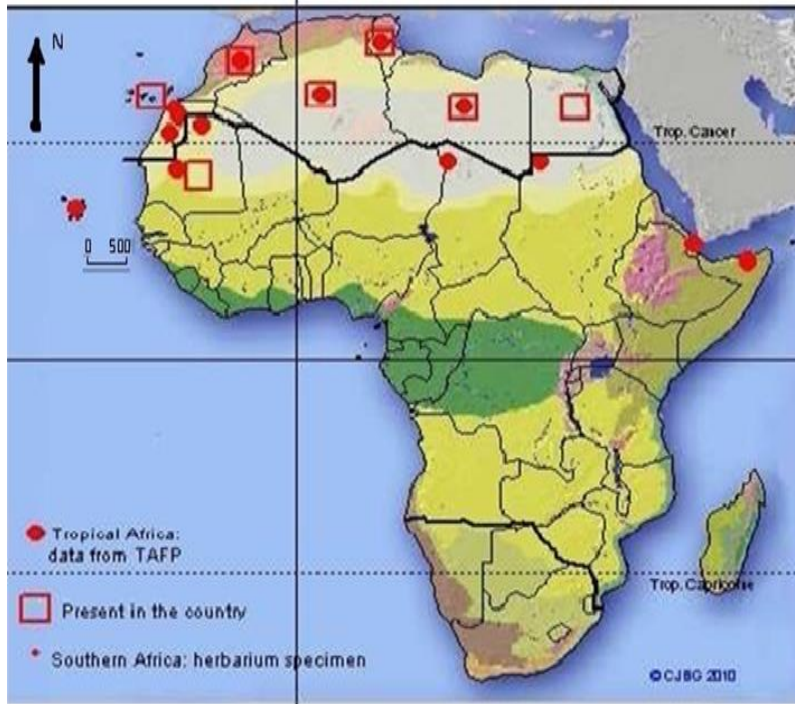 N
Trop. Cancer
0 500
Tropical Africa:
data from TAFP
Present in the country
Trop. Capricorne
Southern Africa: herbarium specimen
©CJBG 2010